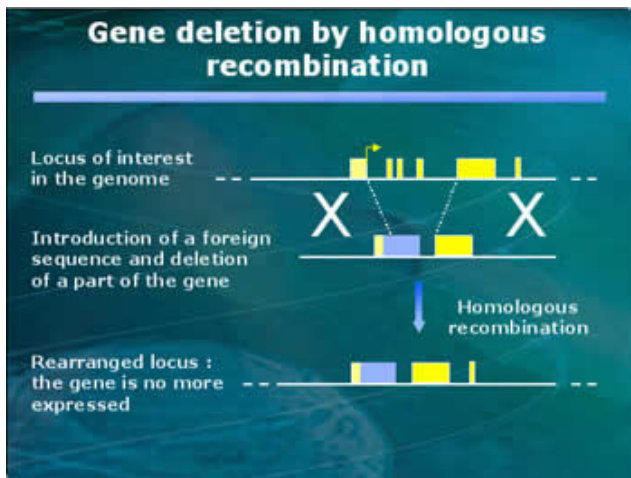 Gene deletion by homologous
recombination
Locus of interest
in the genome
X X
Introduction of a foreign
sequence and deletion
of a part of the gene
Homologous
recombination
Rearranged locus :
the gene is no more
expressed